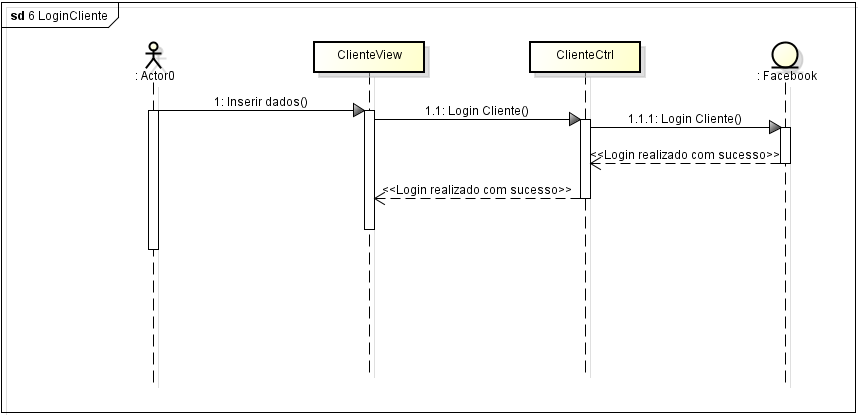 sd 6 LoginCliente
: Actor0
ClienteView
ClienteCtrl
: Facebook
1: Inserir dados()
1.1: Login Cliente()
1.1.1: Login Cliente()
<<Login realizado com sucesso>>
<<Login realizado com sucesso>>